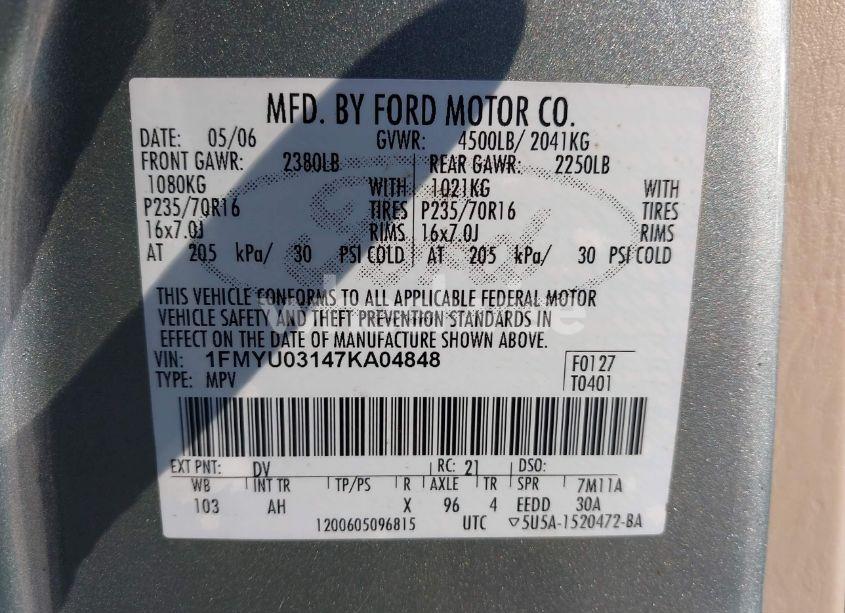 MFD. BY FORD MOTOR CO.
DATE: 05/06 GVWR: 4500LB/ 2041KG
FRONT GAWR: 2380LB REAR GAWR: 2250LB
1080KG WITH 1021KG WITH
P235/70R16 TIRES P235/70R16 TIRES
16x7.0J RIMS 16x7.0J RIMS
AT 205 kPa/ 30 PSI COLD AT 205 kPa/ 30 PSI COLD
THIS VEHICLE CONFORMS TO ALL APPLICABLE FEDERAL MOTOR
VEHICLE SAFETY AND THEFT PREVENTION STANDARDS IN
EFFECT ON THE DATE OF MANUFACTURE SHOWN ABOVE.
VIN: 1FMYU03147KA04848 F0127
TYPE: MPV T0401
EXT PNT: DV RC: 21 DSO:
WB INT TR TP/PS R AXLE TR SPR 7M11A
103 AH X 96 4 EEDD 30A
1200605096815 UTC ▽5U5A-1520472-BA